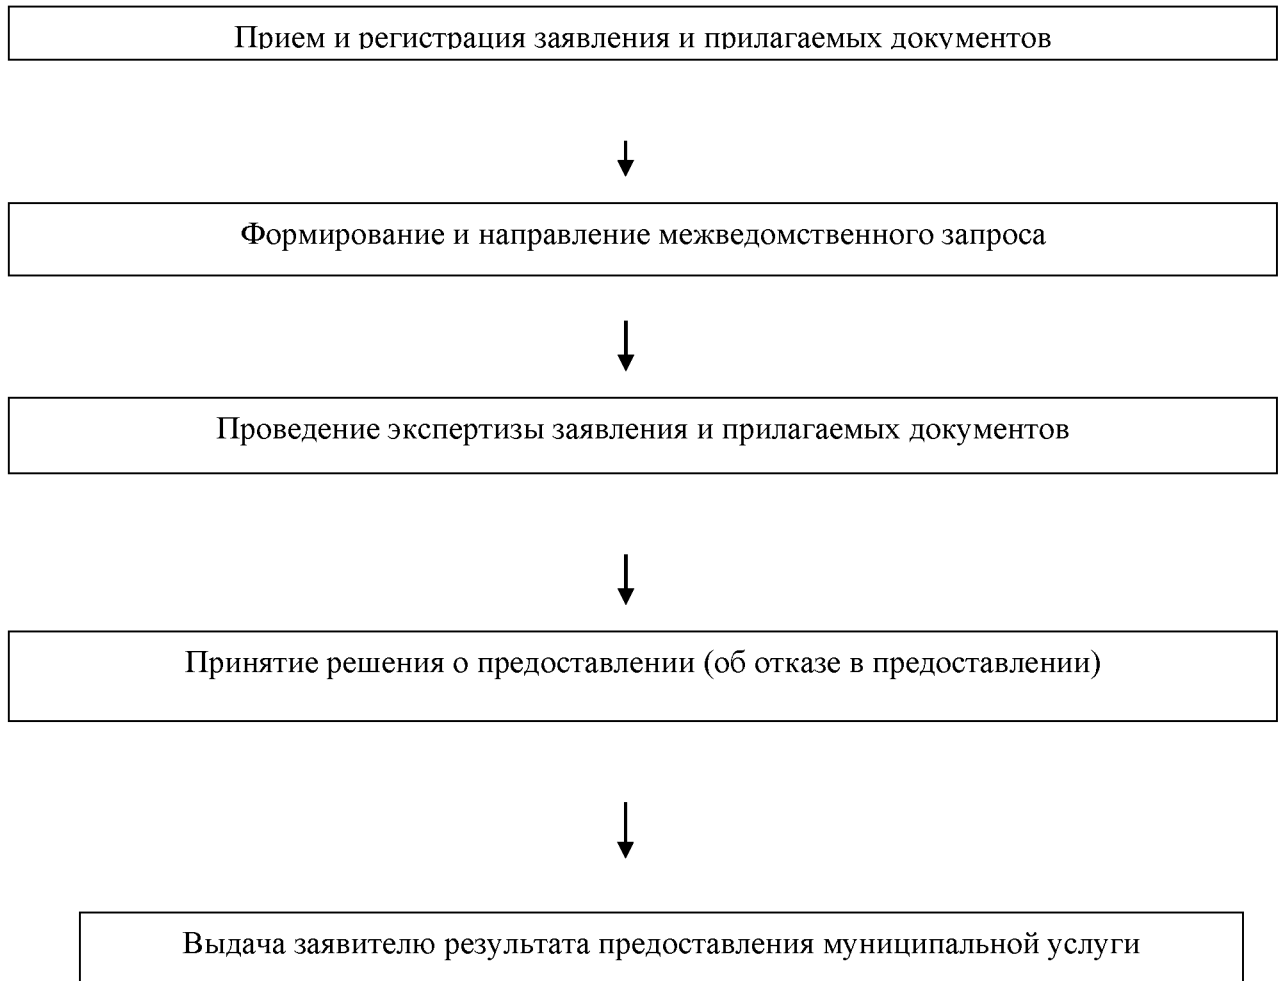 Прием и регистрация заявления и прилагаемых документов
Формирование и направление межведомственного запроса
Проведение экспертизы заявления и прилагаемых документов
Принятие решения о предоставлении (об отказе в предоставлении)
Выдача заявителю результата предоставления муниципальной услуги